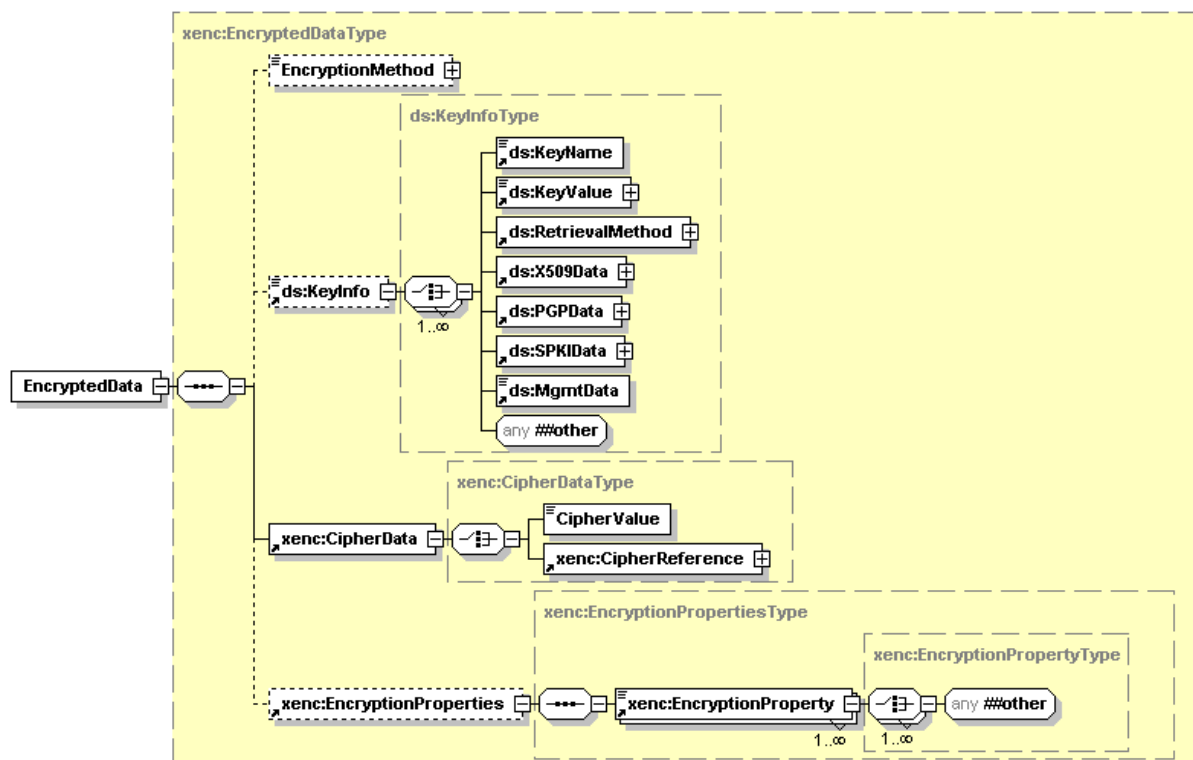 xenc:EncryptedDataType
EncryptionMethod
ds:KeyInfoType
ds:KeyName
ds:KeyValue
ds:RetrievalMethod
ds:X509Data
ds:KeyInfo
1..∞
ds:PGPData
ds:SPKIData
EncryptedData
ds:MgmtData
any ##other
xenc:CipherDataType
CipherValue
xenc:CipherData
xenc:CipherReference
xenc:EncryptionPropertiesType
xenc:EncryptionPropertyType
xenc:EncryptionProperties
xenc:EncryptionProperty
any ##other
1..∞
1..∞